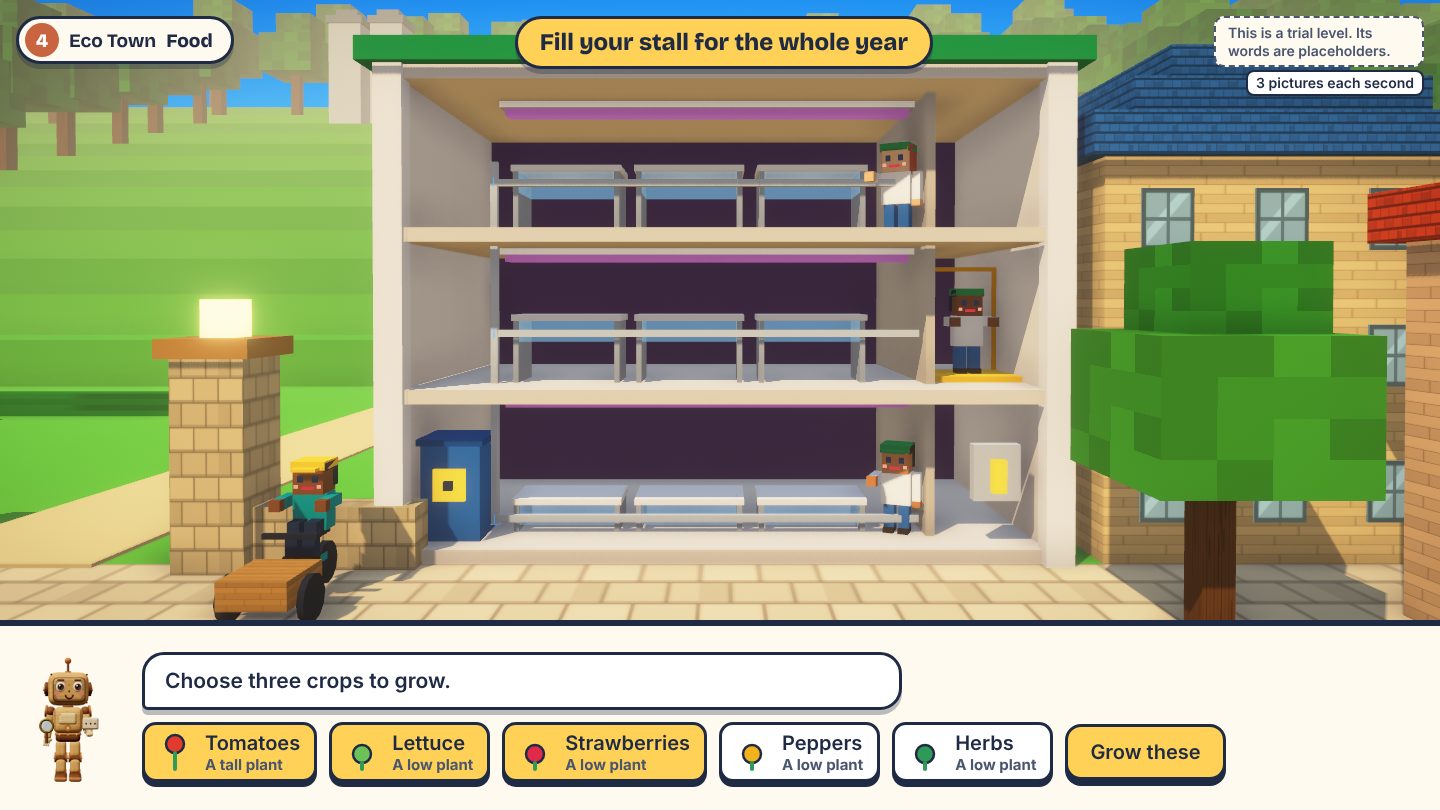 4 Eco Town Food
Fill your stall for the whole year
This is a trial level. Its
words are placeholders.
3 pictures each second
Choose three crops to grow.
Tomatoes
A tall plant
Lettuce
A low plant
Strawberries
A low plant
Peppers
A low plant
Herbs
A low plant
Grow these